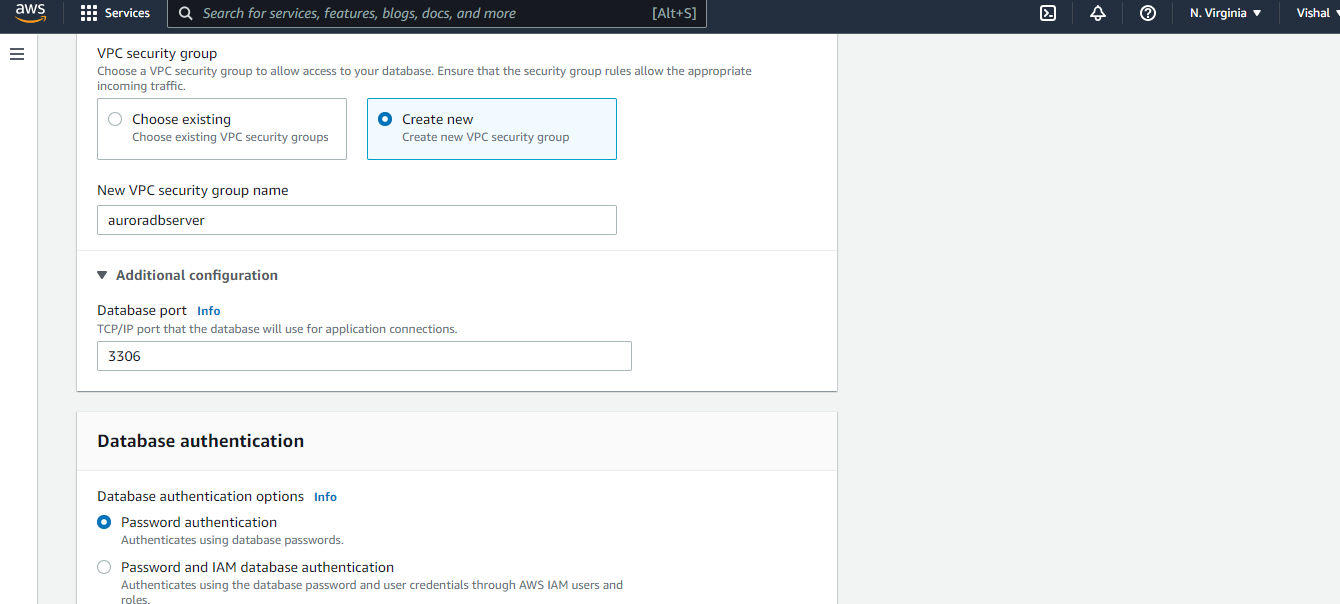 aws Services Search for services, features, blogs, docs, and more [Alt+S] N. Virginia Vishal
VPC security group
Choose a VPC security group to allow access to your database. Ensure that the security group rules allow the appropriate
incoming traffic.
Choose existing
Choose existing VPC security groups
Create new
Create new VPC security group
New VPC security group name
auroradbserver
Additional configuration
Database port Info
TCP/IP port that the database will use for application connections.
3306
Database authentication
Database authentication options Info
Password authentication
Authenticates using database passwords.
Password and IAM database authentication
Authenticates using the database password and user credentials through AWS IAM users and
roles.